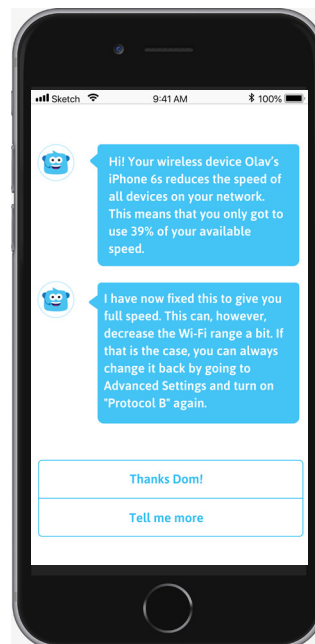 Sketch 9:41 AM 100%
Hi! Your wireless device Olav's
iPhone 6s reduces the speed of
all devices on your network.
This means that you only got to
use 39% of your available
speed.
I have now fixed this to give you
full speed. This can, however,
decrease the Wi-Fi range a bit. If
that is the case, you can always
change it back by going to
Advanced Settings and turn on
"Protocol B" again.
Thanks Dom!
Tell me more